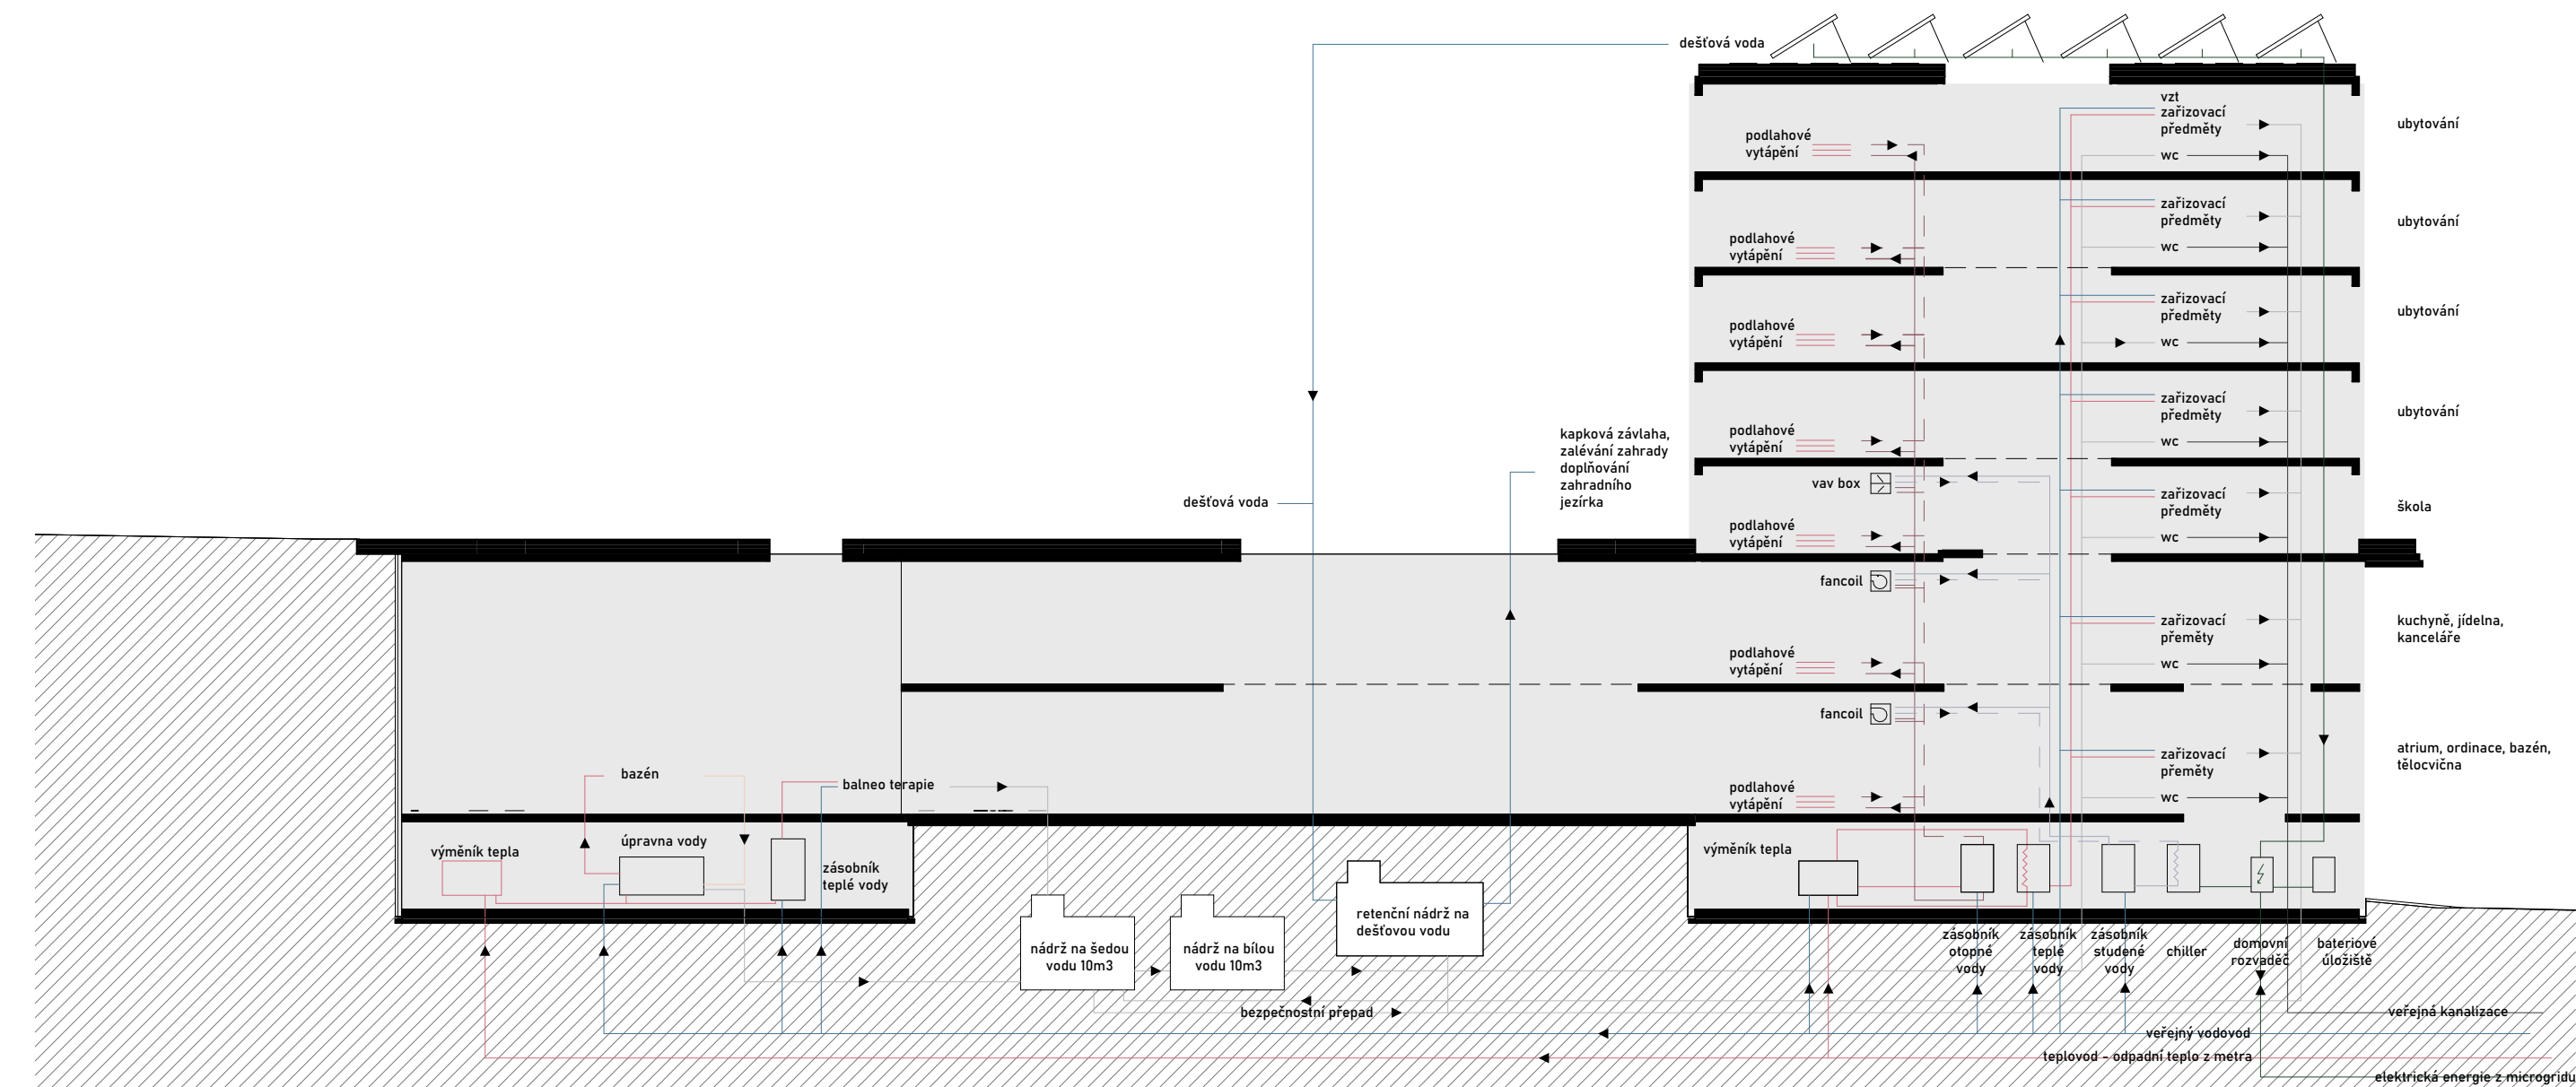 dešťová voda
vzt
zařizovací
předměty
ubytování
podlahové
vytápění
wc
zařizovací
předměty
ubytování
wc
podlahové
vytápění
zařizovací
předměty
ubytování
podlahové
vytápění
wc
zařizovací
předměty
ubytování
podlahové
vytápění
wc
kapková závlaha,
zalévání zahrady
doplňování
zahradního
jezírka
dešťová voda
vav box
zařizovací
předměty
škola
podlahové
vytápění
wc
fancoil
zařizovací
přeměty
kuchyně, jídelna,
kanceláře
podlahové
vytápění
wc
fancoil
zařizovací
přeměty
atrium, ordinace, bazén,
tělocvična
podlahové
vytápění
wc
bazén
balneo terapie
úpravna vody
výměník tepla
zásobník
teplé vody
výměník tepla
retenční nádrž na
dešťovou vodu
nádrž na šedou
vodu 10m3
nádrž na bílou
vodu 10m3
zásobník
otopné
vody
zásobník
teplé
vody
zásobník
studené
vody
chiller
domovní
rozvaděč
bateriové
úložiště
bezpečnostní přepad
veřejná kanalizace
veřejný vodovod
teplovod - odpadní teplo z metra
elektrická energie z microgridu